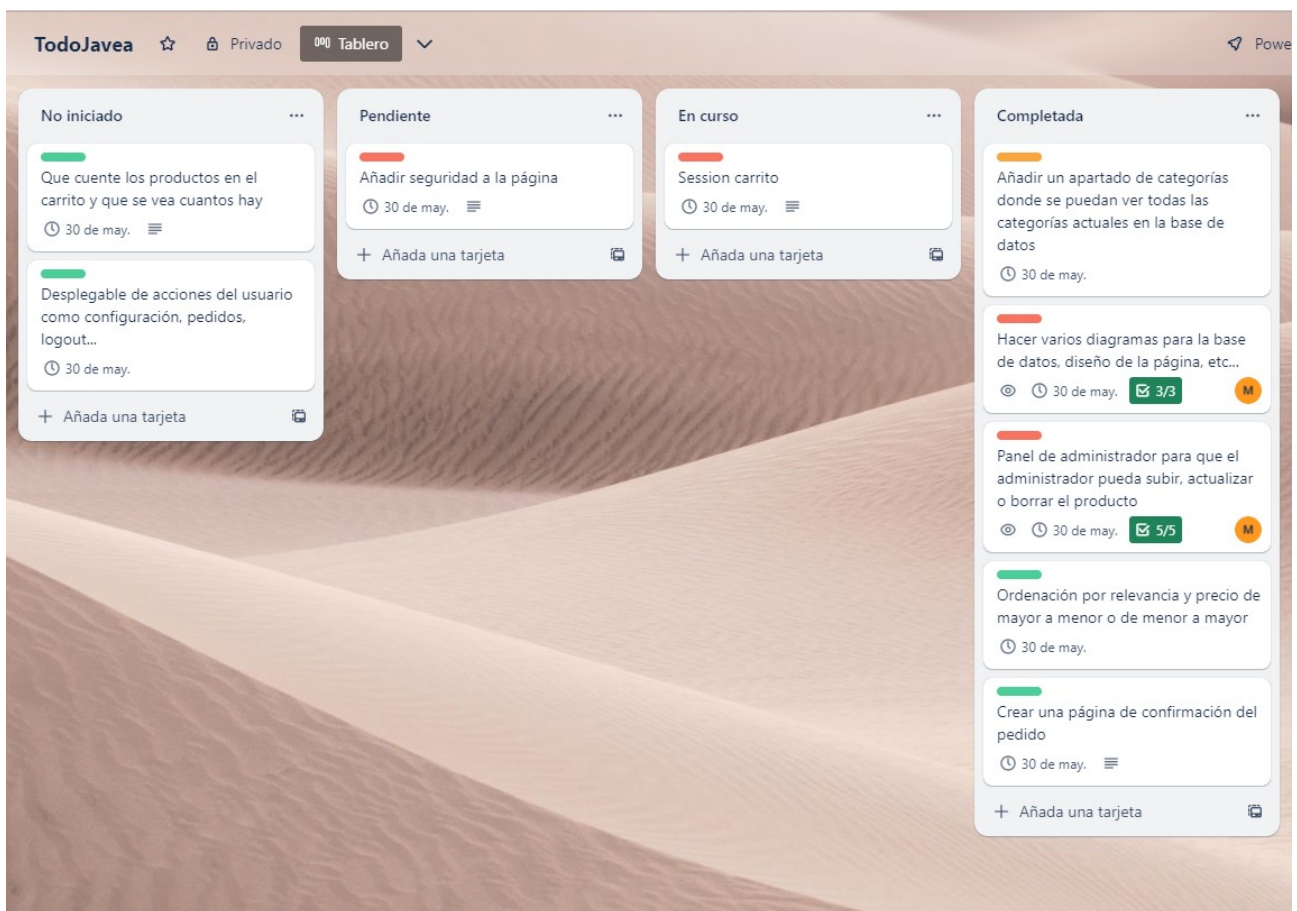 TodoJavea
Privado
Tablero
Powe
No iniciado
Que cuente los productos en el
carrito y que se vea cuantos hay
30 de may.
Desplegable de acciones del usuario
como configuración, pedidos,
logout...
30 de may.
+ Añada una tarjeta
Pendiente
Añadir seguridad a la página
30 de may.
+ Añada una tarjeta
En curso
Session carrito
30 de may.
+ Añada una tarjeta
Completada
Añadir un apartado de categorías
donde se puedan ver todas las
categorías actuales en la base de
datos
30 de may.
Hacer varios diagramas para la base
de datos, diseño de la página, etc...
30 de may. 3/3 M
Panel de administrador para que el
administrador pueda subir, actualizar
o borrar el producto
30 de may. 5/5 M
Ordenación por relevancia y precio de
mayor a menor o de menor a mayor
30 de may.
Crear una página de confirmación del
pedido
30 de may.
+ Añada una tarjeta